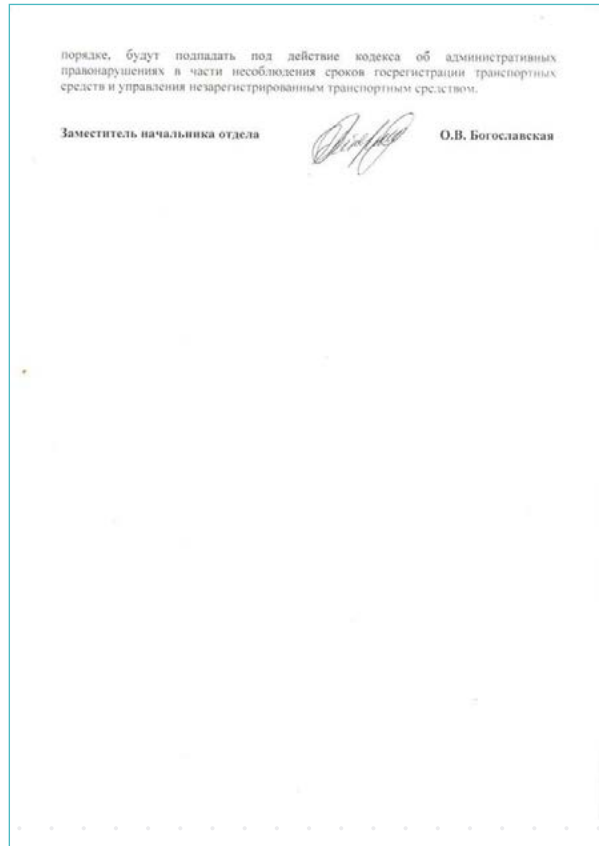 порядке, будут подпадать под действие кодекса об административных
правонарушениях в части несоблюдения сроков госрегистрации транспортных
средств и управления незарегистрированным транспортным средством.
Заместитель начальника отдела О.В. Богославская